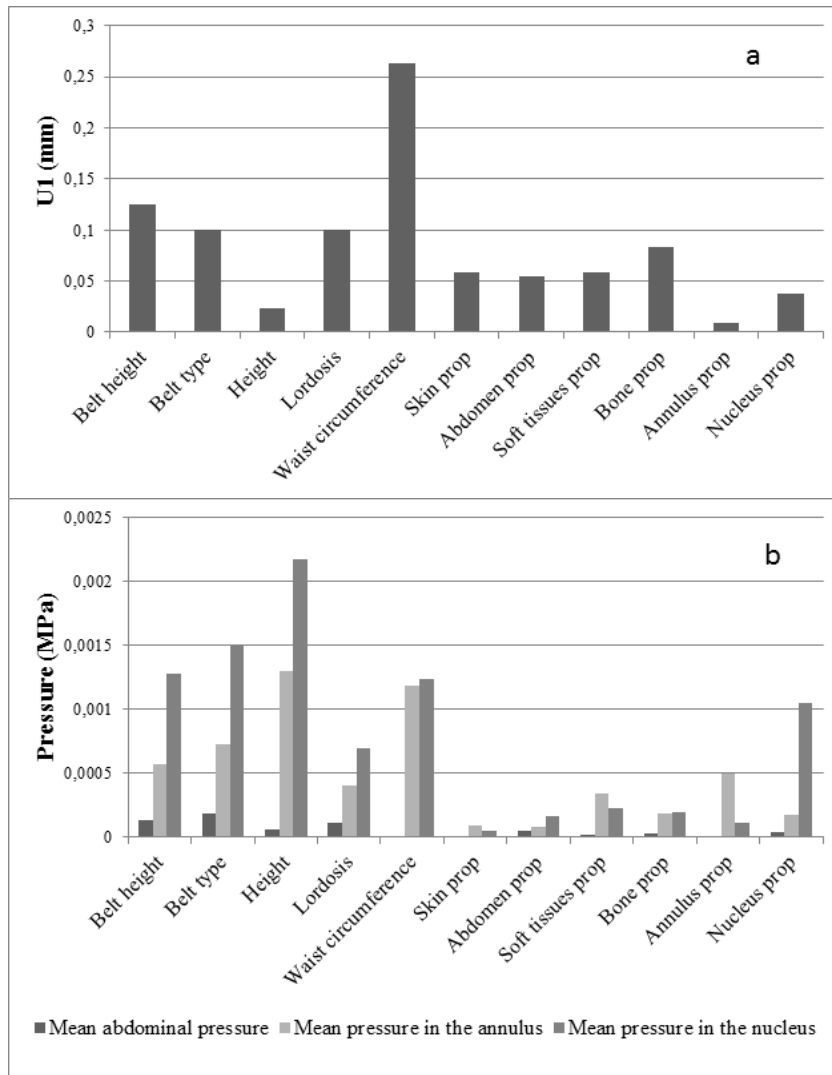 a
U1 (mm)
0,3
0,25
0,2
0,15
0,1
0,05
0
Belt height
Belt type
Height
Lordosis
Waist circumference
Skin prop
Abdomen prop
Soft tissues prop
Bone prop
Annulus prop
Nucleus prop
b
Pressure (MPa)
0,0025
0,002
0,0015
0,001
0,0005
0
Belt height
Belt type
Height
Lordosis
Waist circumference
Skin prop
Abdomen prop
Soft tissues prop
Bone prop
Annulus prop
Nucleus prop
Mean abdominal pressure Mean pressure in the annulus Mean pressure in the nucleus